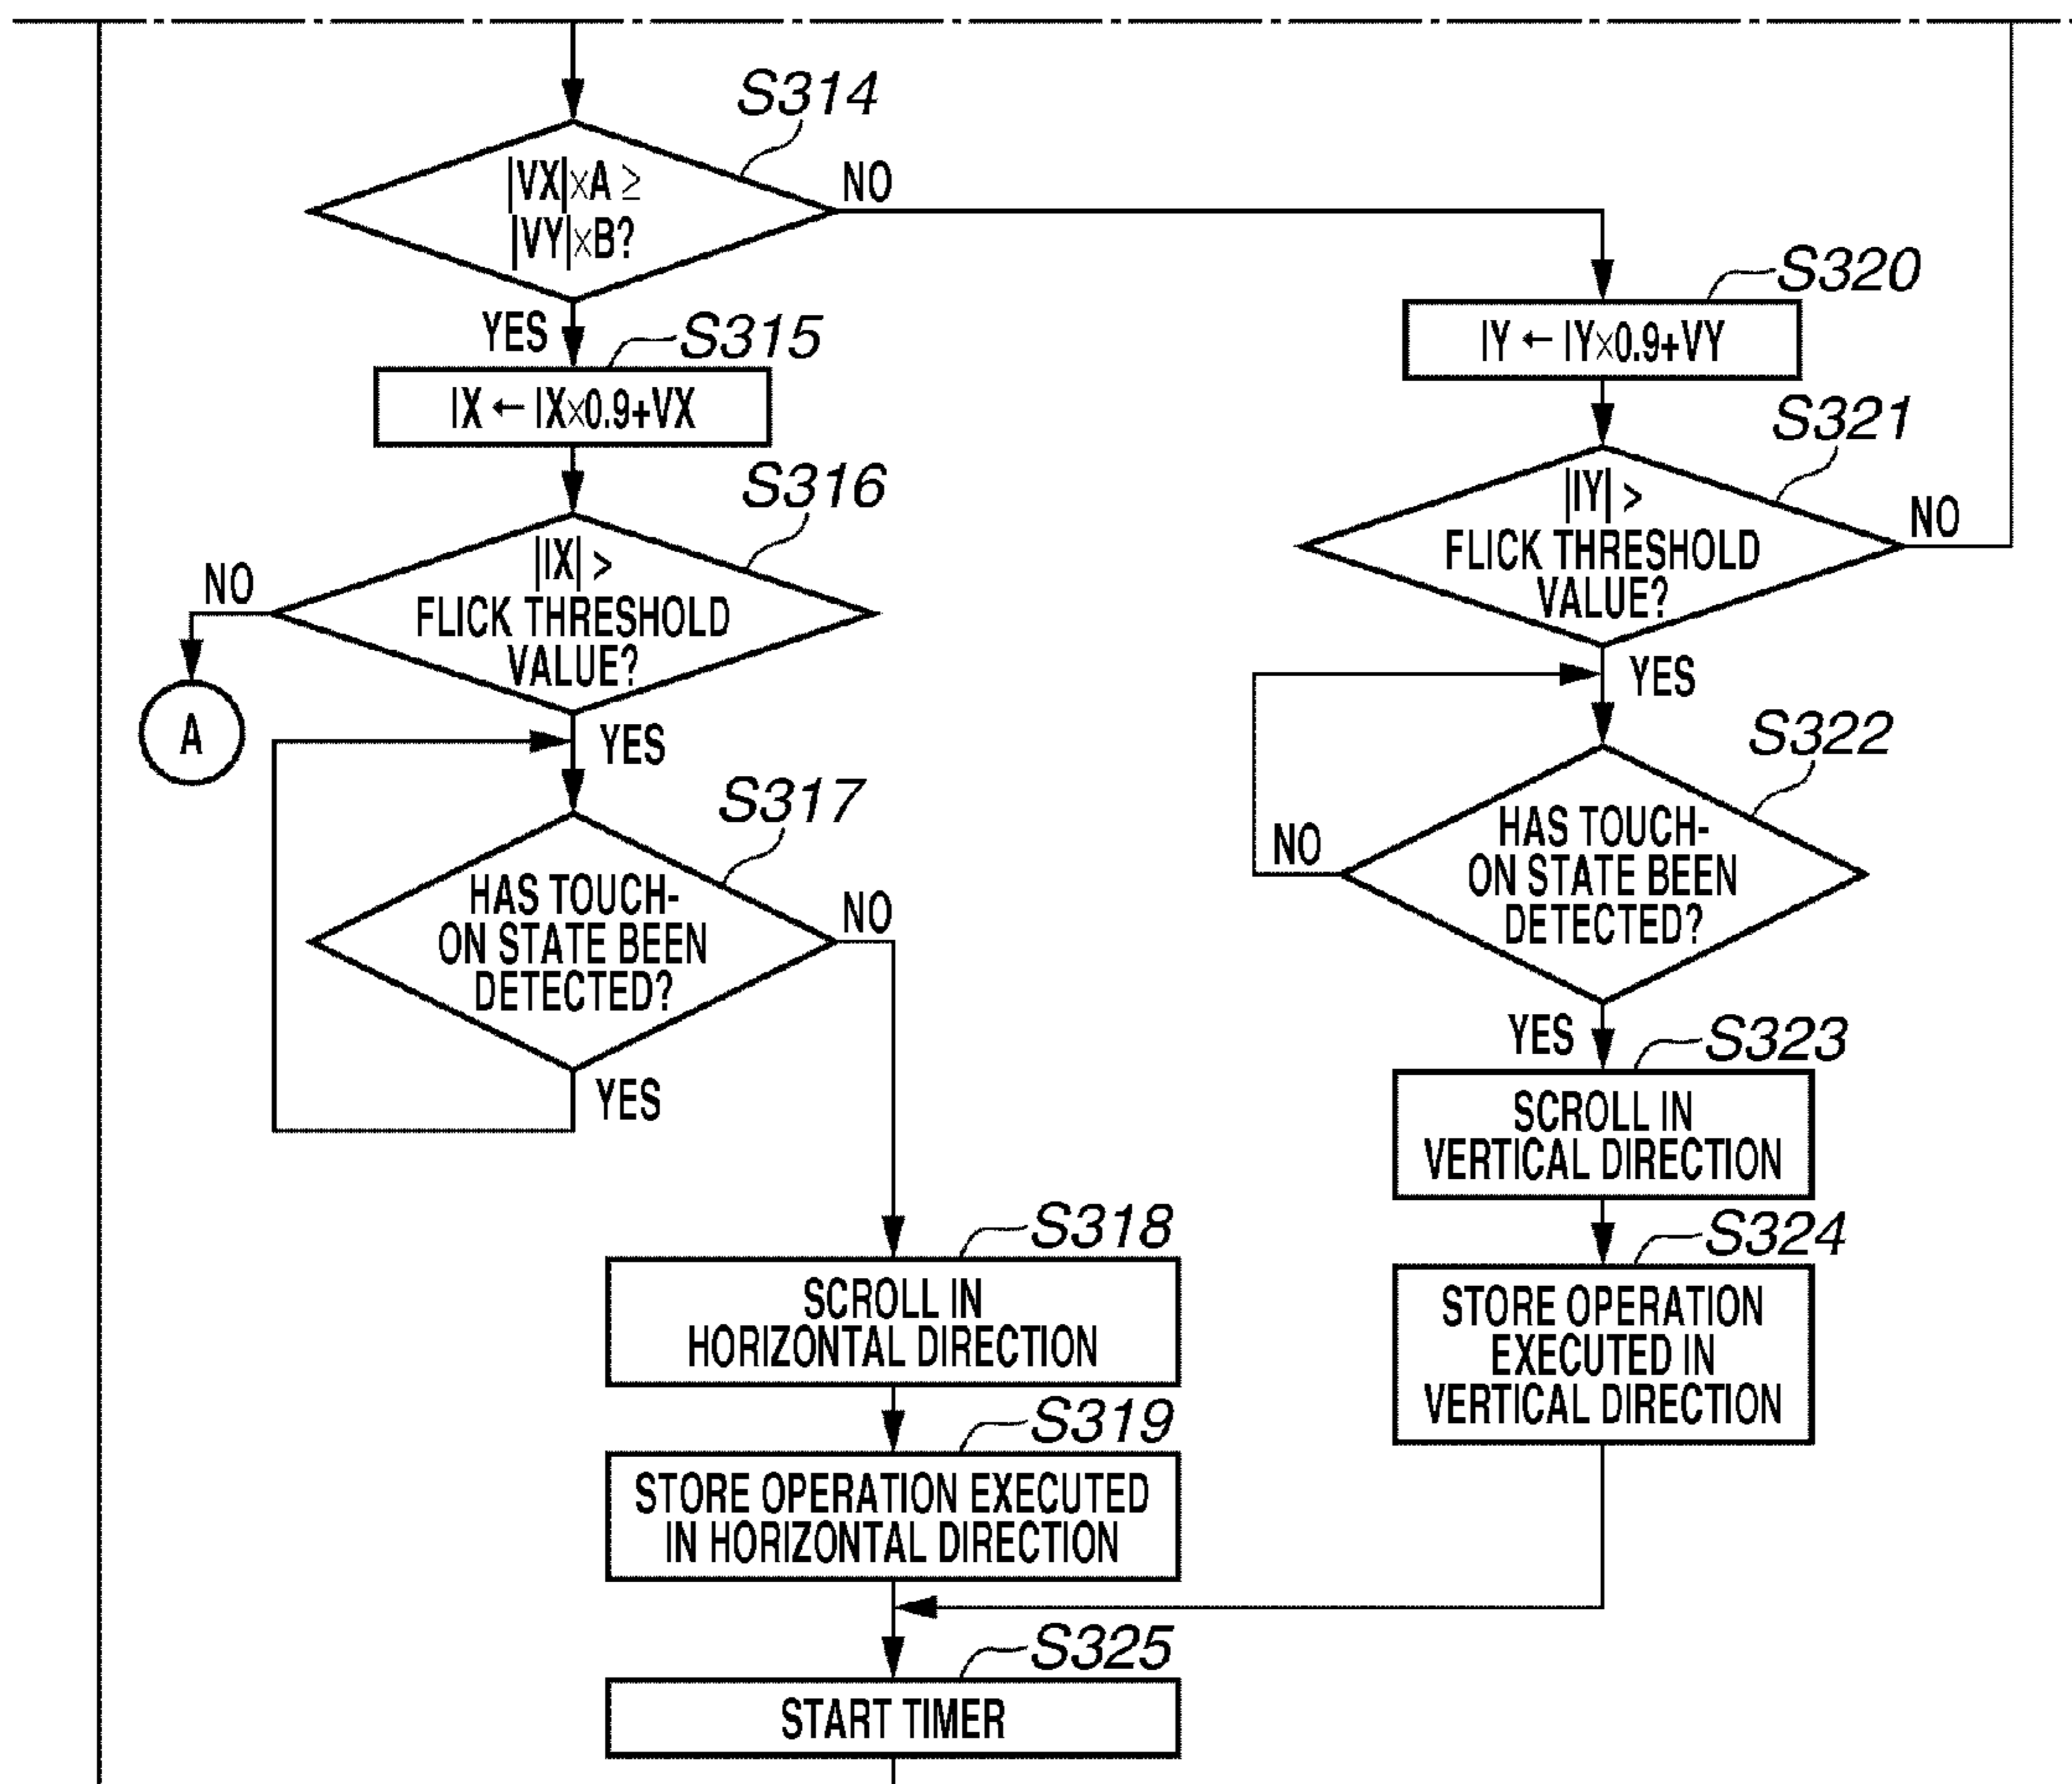 S314
|VX|×A ≥
|VY|×B?
NO
YES
S315
IX ← IX×0.9+VX
S316
|IX| >
FLICK THRESHOLD
VALUE?
NO
A
YES
S317
HAS TOUCH-
ON STATE BEEN
DETECTED?
NO
YES
S318
SCROLL IN
HORIZONTAL DIRECTION
S319
STORE OPERATION EXECUTED
IN HORIZONTAL DIRECTION
S320
IY ← IY×0.9+VY
S321
|IY| >
FLICK THRESHOLD
VALUE?
NO
YES
S322
HAS TOUCH-
ON STATE BEEN
DETECTED?
NO
YES
S323
SCROLL IN
VERTICAL DIRECTION
S324
STORE OPERATION
EXECUTED IN
VERTICAL DIRECTION
S325
START TIMER